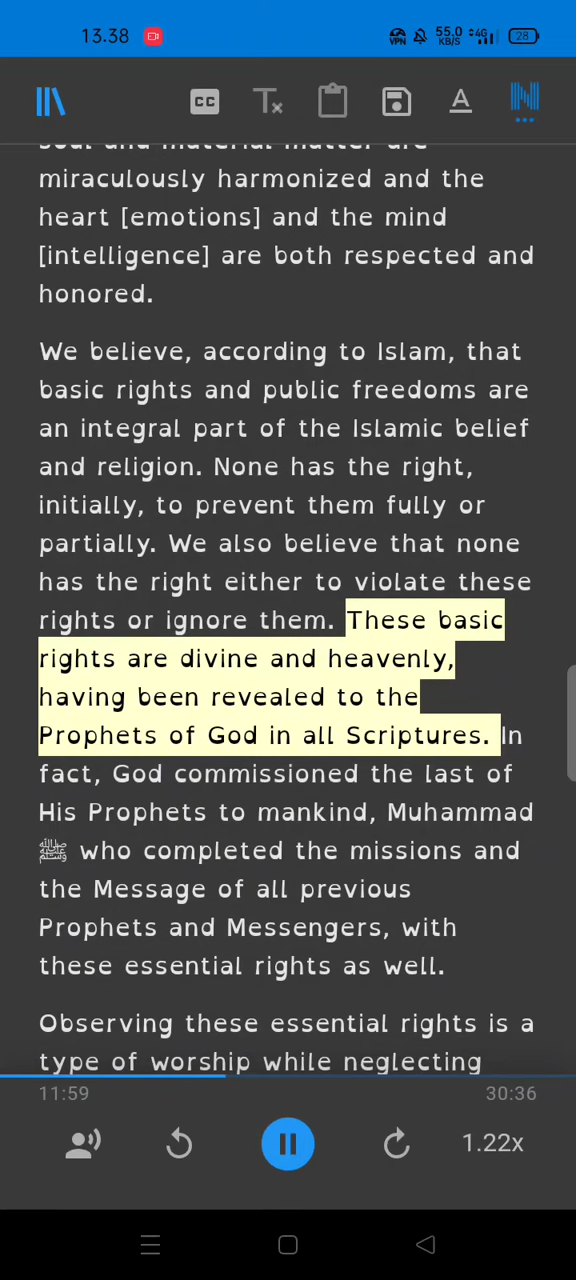 13.38
VPN
55.0
KB/S
4G
28
CC
soul and material matter are
miraculously harmonized and the
heart [emotions] and the mind
[intelligence] are both respected and
honored.
We believe, according to Islam, that
basic rights and public freedoms are
an integral part of the Islamic belief
and religion. None has the right,
initially, to prevent them fully or
partially. We also believe that none
has the right either to violate these
rights or ignore them. These basic
rights are divine and heavenly,
having been revealed to the
Prophets of God in all Scriptures. In
fact, God commissioned the last of
His Prophets to mankind, Muhammad
ﷺ who completed the missions and
the Message of all previous
Prophets and Messengers, with
these essential rights as well.
Observing these essential rights is a
type of worship while neglecting
11:59
30:36
1.22x